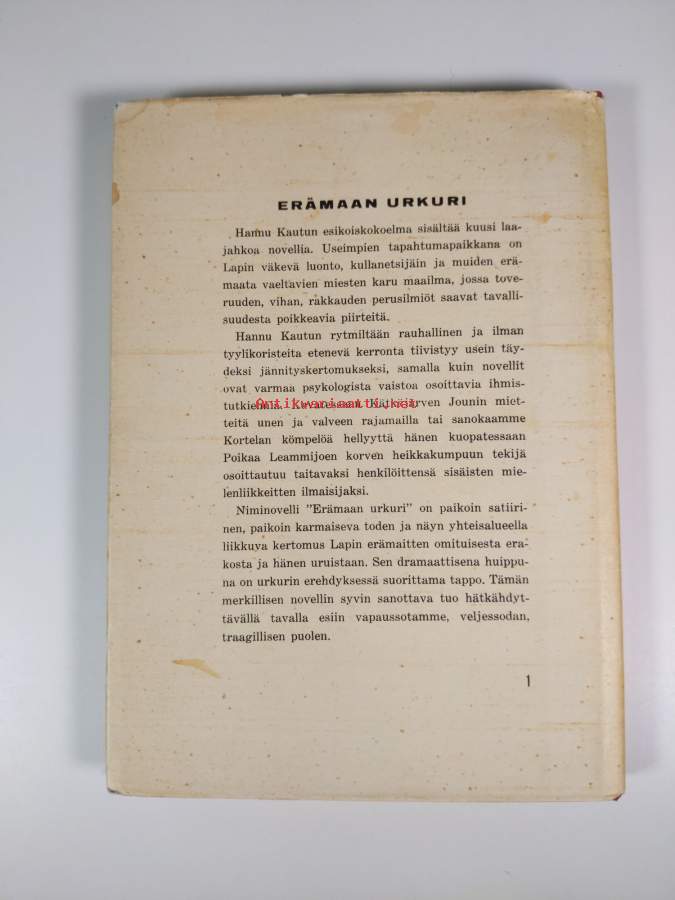 ERÄMAAN URKURI
Hannu Kautun esikoiskokoelma sisältää kuusi laa-
jahkoa novellia. Useimpien tapahtumapaikkana on
Lapin väkevä luonto, kullanetsijäin ja muiden erä-
maata vaeltavien miesten karu maailma, jossa tove-
ruuden, vihan, rakkauden perusilmiöt saavat tavalli-
suudesta poikkeavia piirteitä.
Hannu Kautun rytmiltään rauhallinen ja ilman
tyylikoristeita etenevä kerronta tiivistyy usein täy-
deksi jännityskertomukseksi, samalla kuin novellit
ovat varmaa psykologista vaistoa osoittavia ihmis-
tutkielmia. Kuvatessaan Kätkäjärven Jounin miet-
Antikvariaatti.net
teitä unen ja valveen rajamailla tai sanokaamme
Kortelan kömpelöä hellyyttä hänen kuopatessaan
Poikaa Leammijoen korven heikkakumpuun tekijä
osoittautuu taitavaksi henkilöittensä sisäisten mie-
lenliikkeitten ilmaisijaksi.
Niminovelli "Erämaan urkuri" on paikoin satiiri-
nen, paikoin karmaiseva toden ja näyn yhteisalueella
liikkuva kertomus Lapin erämaitten omituisesta era-
kosta ja hänen uruistaan. Sen dramaattisena huippu-
na on urkurin erehdyksessä suorittama tappo. Tämän
merkillisen novellin syvin sanottava tuo hätkähdyt-
tävällä tavalla esiin vapaussotamme, veljessodan,
traagillisen puolen.
1